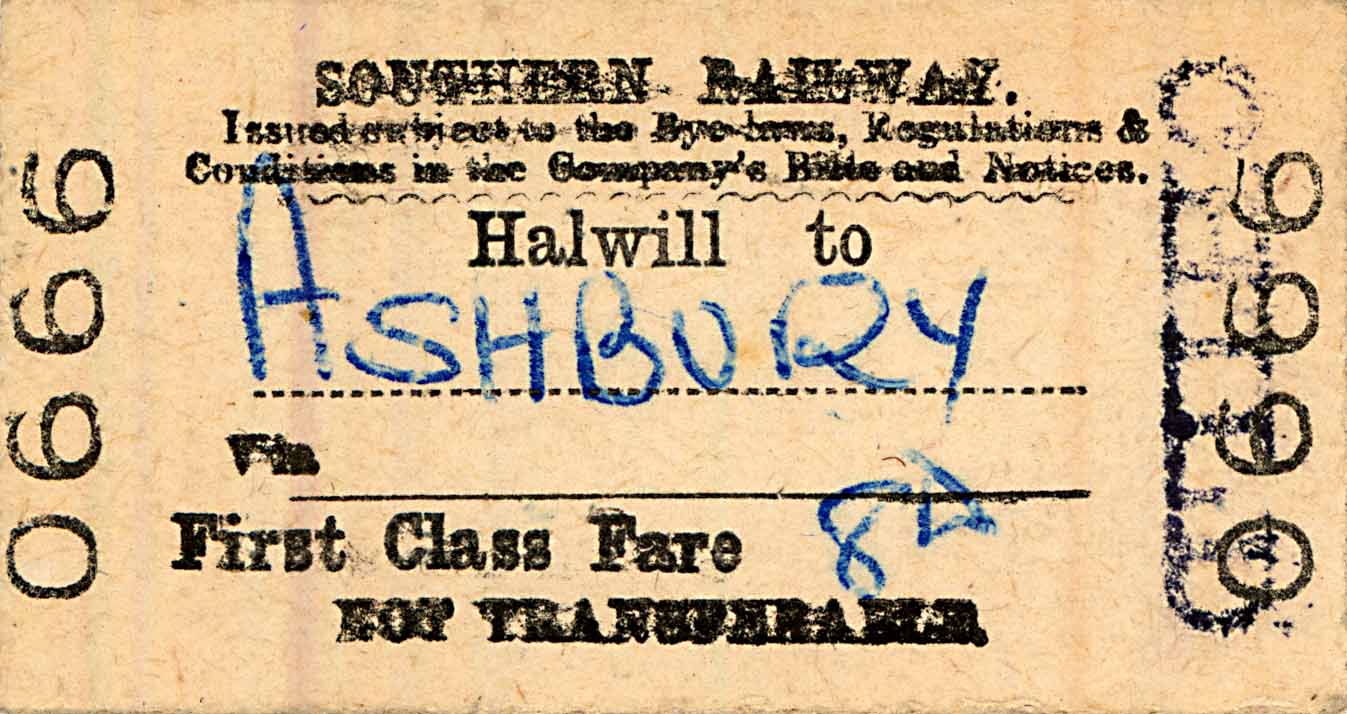 SOUTHERN RAILWAY.
Issued subject to the Bye-laws, Regulations &
Conditions in the Company's Bills and Notices.
Halwill to
ASHBURY
Via
First Class Fare 8D
NOT TRANSFERABLE
0666
0666